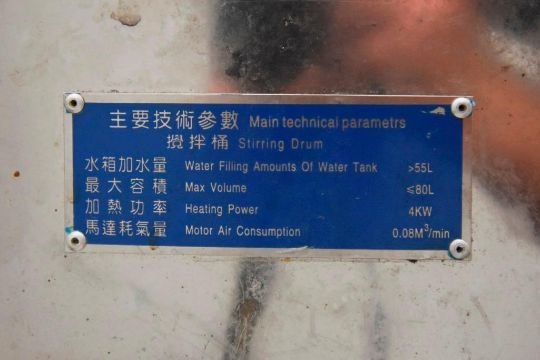 主要技術參數 Main technical parametrs
攪拌桶 Stirring Drum
水箱加水量 Water Filling Amounts Of Water Tank >55L
最大容積 Max Volume ≤80L
加熱功率 Heating Power 4KW
馬達耗氣量 Motor Air Consumption 0.08M³/min